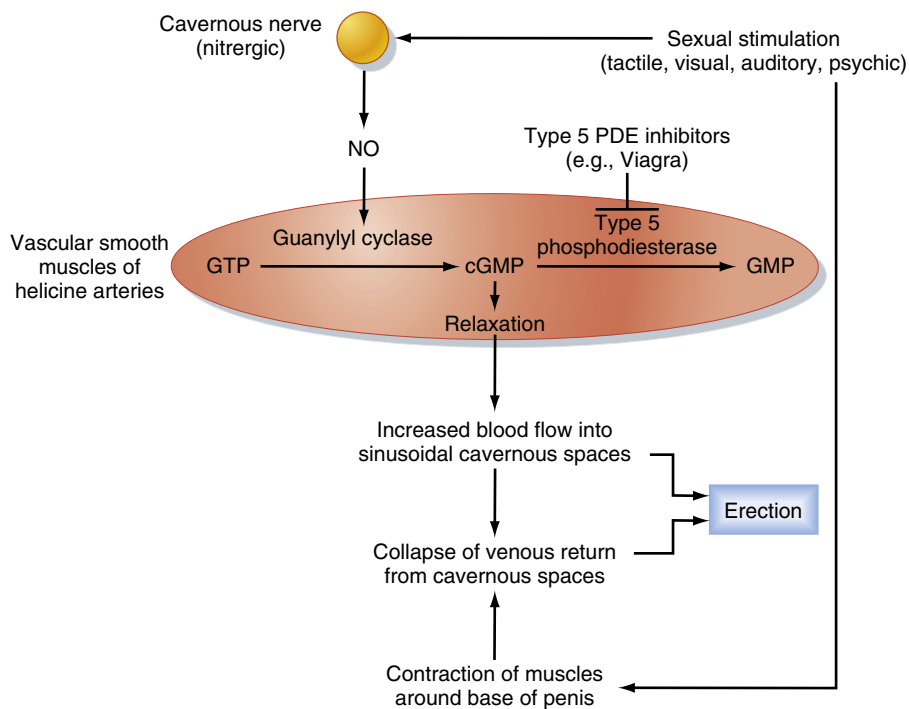 Cavernous nerve
(nitrergic)
Sexual stimulation
(tactile, visual, auditory, psychic)
NO
Type 5 PDE inhibitors
(e.g., Viagra)
Vascular smooth
muscles of
helicine arteries
Guanylyl cyclase
Type 5
phosphodiesterase
GTP
cGMP
GMP
Relaxation
Increased blood flow into
sinusoidal cavernous spaces
Erection
Collapse of venous return
from cavernous spaces
Contraction of muscles
around base of penis